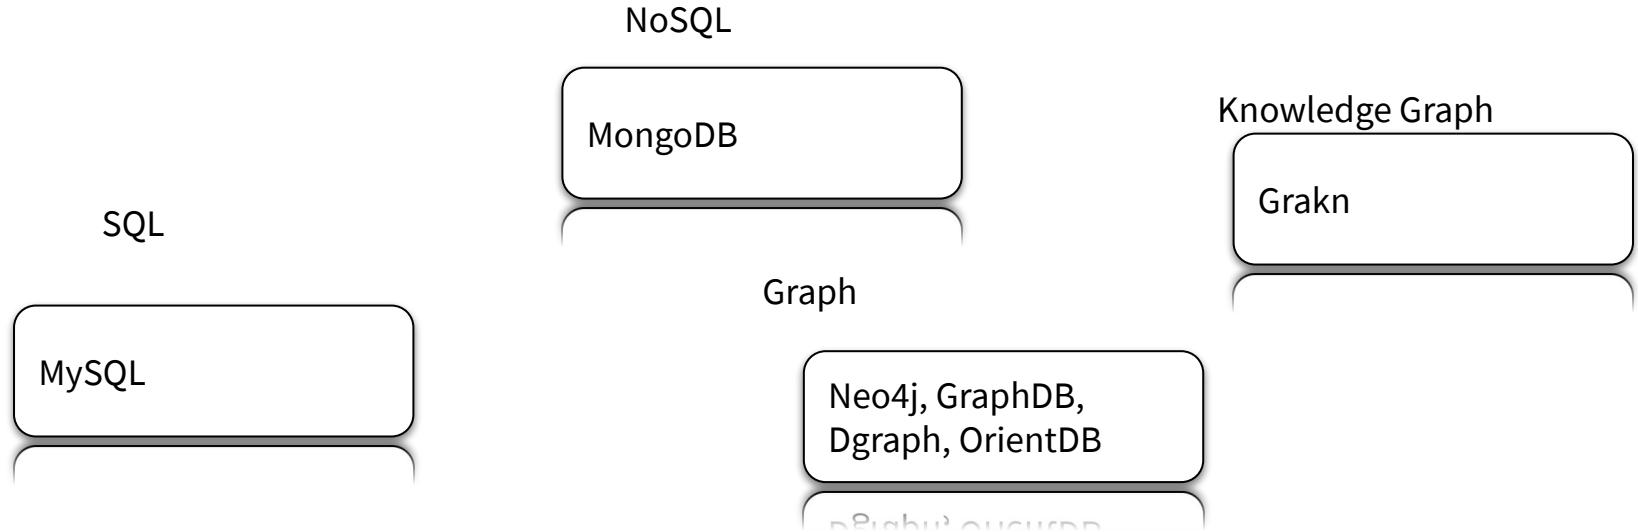 NoSQL
MongoDB
Knowledge Graph
Grakn
SQL
MySQL
Graph
Neo4j, GraphDB,
Dgraph, OrientDB